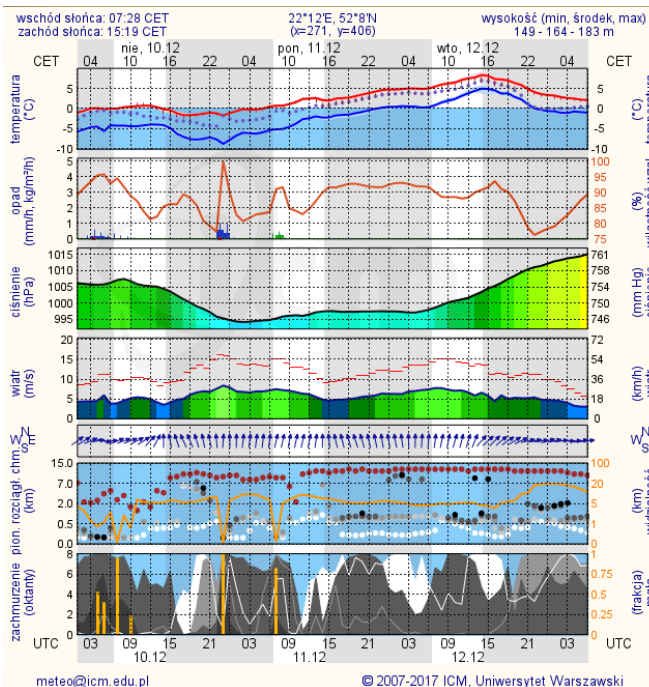 wschód słońca: 07:28 CET
zachód słońca: 15:19 CET
22°12'E, 52°8'N
(x=271, y=406)
wysokość (min, środek, max)
149 - 164 - 183 m
nie, 10.12 pon, 11.12 wto, 12.12
CET 04 10 16 22 04 10 16 22 04 10 16 22 04 CET
temperatura
(°C)
5
0
-5
-10
5
0
-5
-10
(°C)
opad
(mm/h, kg/m²/h)
5
4
3
2
1
0
100
95
90
85
80
75
(%)
ciśnienie
(hPa)
1015
1010
1005
1000
995
761
758
754
750
746
(mm Hg)
wiatr
(m/s)
20
15
10
5
0
72
54
36
18
0
(km/h)
N
W E
S
pion. rozciągł. chm.
(km)
15.0
7.0
2.0
0.5
0.0
100
20
5
1
0
(km)
zachmurzenie
(oktanty)
8
6
4
2
0
1
0.75
0.5
0.25
0
(frakcja)
UTC 03 09 15 21 03 09 15 21 03 09 15 21 03 UTC
10.12 11.12 12.12
meteo@icm.edu.pl
© 2007-2017 ICM, Uniwersytet Warszawski